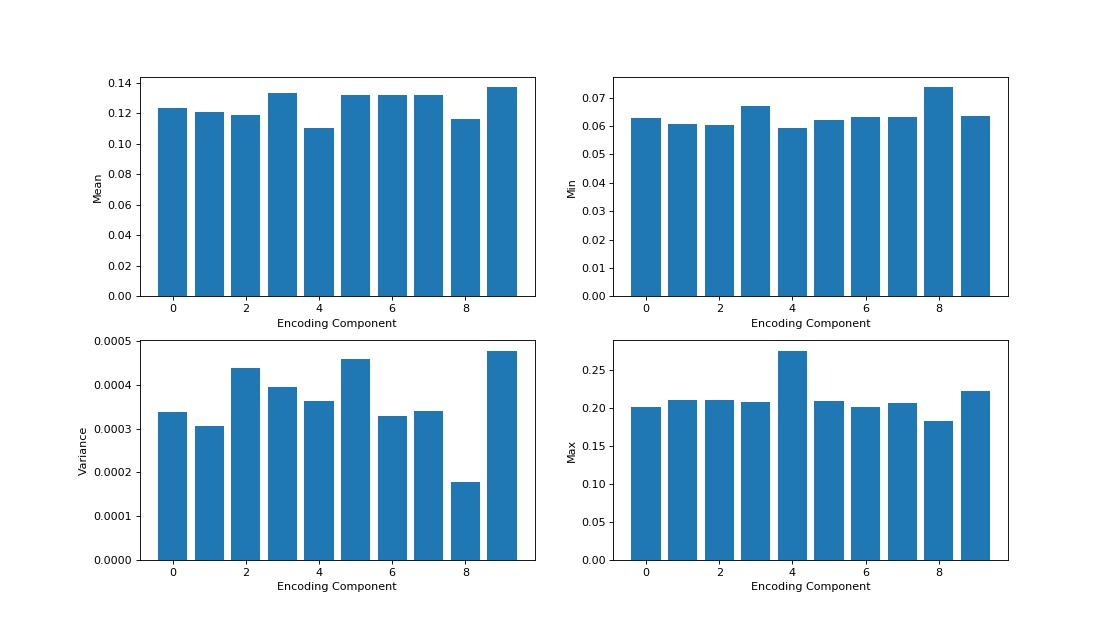 0.14
0.12
0.10
0.08
0.06
0.04
0.02
0.00
Mean
0 2 4 6 8
Encoding Component
0.07
0.06
0.05
0.04
0.03
0.02
0.01
0.00
Min
0 2 4 6 8
Encoding Component
0.0005
0.0004
0.0003
0.0002
0.0001
0.0000
Variance
0 2 4 6 8
Encoding Component
0.25
0.20
0.15
0.10
0.05
0.00
Max
0 2 4 6 8
Encoding Component